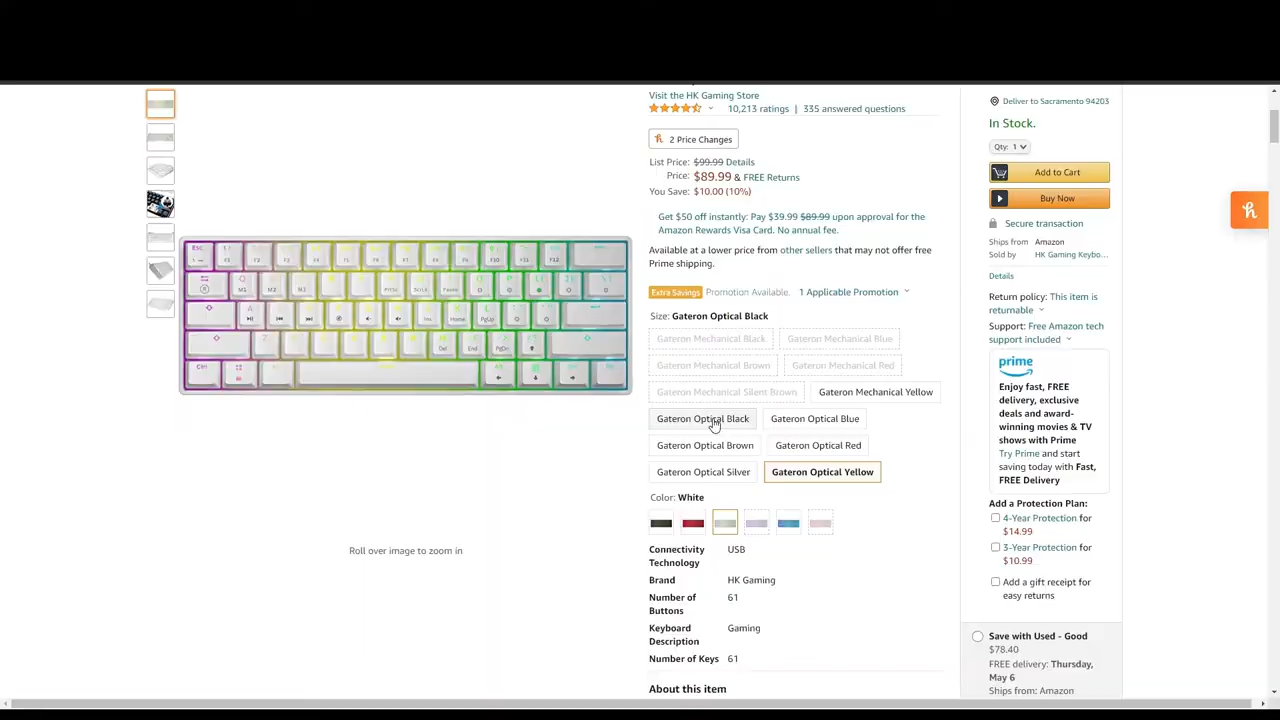 Visit the HK Gaming Store
10,213 ratings | 335 answered questions
2 Price Changes
List Price: $99.99 Details
Price: $89.99 & FREE Returns
You Save: $10.00 (10%)
Get $50 off instantly: Pay $39.99 $89.99 upon approval for the
Amazon Rewards Visa Card. No annual fee.
Available at a lower price from other sellers that may not offer free
Prime shipping.
Extra Savings Promotion Available. 1 Applicable Promotion
Size: Gateron Optical Black
Gateron Mechanical Black
Gateron Mechanical Blue
Gateron Mechanical Brown
Gateron Mechanical Red
Gateron Mechanical Silent Brown
Gateron Mechanical Yellow
Gateron Optical Black
Gateron Optical Blue
Gateron Optical Brown
Gateron Optical Red
Gateron Optical Silver
Gateron Optical Yellow
Color: White
Connectivity USB
Technology
Brand HK Gaming
Number of 61
Buttons
Keyboard Gaming
Description
Number of Keys 61
About this item
Roll over image to zoom in
Deliver to Sacramento 94203
In Stock.
Qty: 1
Add to Cart
Buy Now
Secure transaction
Ships from Amazon
Sold by HK Gaming Keybo...
Details
Return policy: This item is
returnable
Support: Free Amazon tech
support included
prime
Enjoy fast, FREE
delivery, exclusive
deals and award-
winning movies & TV
shows with Prime
Try Prime and start
saving today with Fast,
FREE Delivery
Add a Protection Plan:
4-Year Protection for
$14.99
3-Year Protection for
$10.99
Add a gift receipt for
easy returns
Save with Used - Good
$78.40
FREE delivery: Thursday,
May 6
Ships from: Amazon